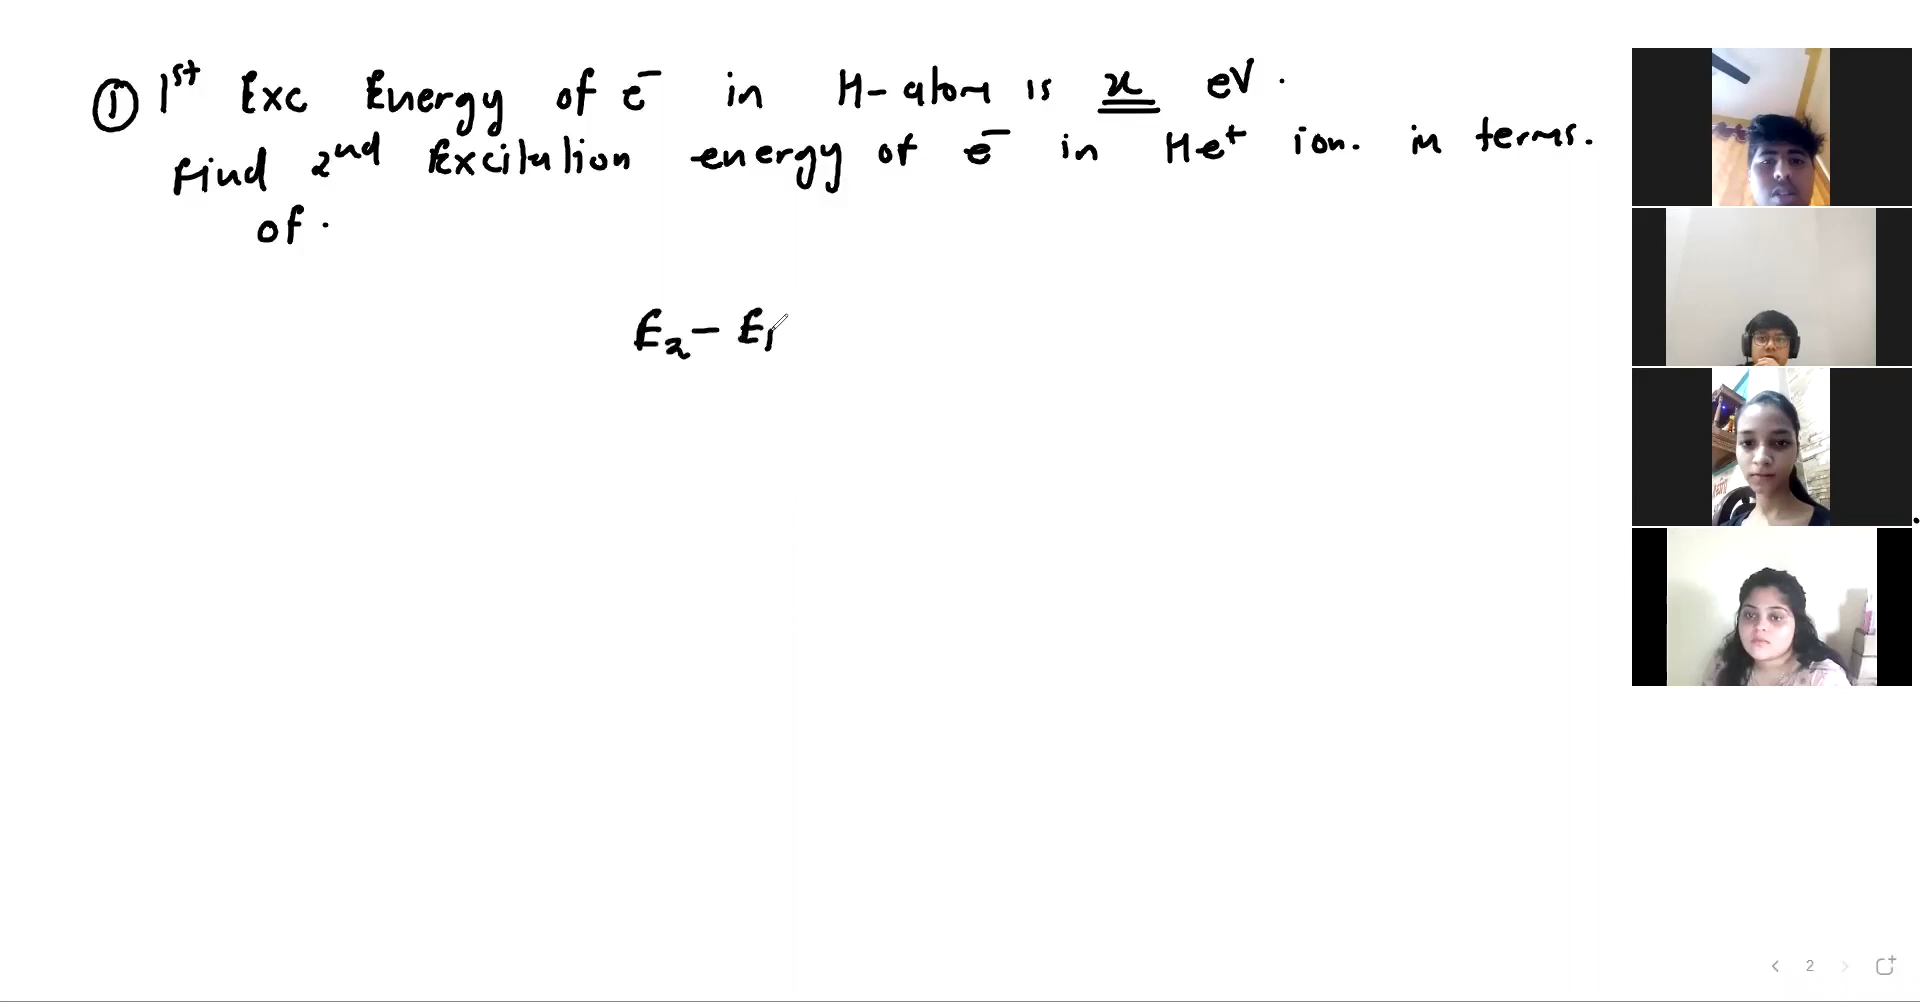 ① 1st Exc Energy of e⁻ in H-atom is x eV.
Find 2nd Excitation energy of e⁻ in He⁺ ion. in terms.
of.
E₂ - E₁
2